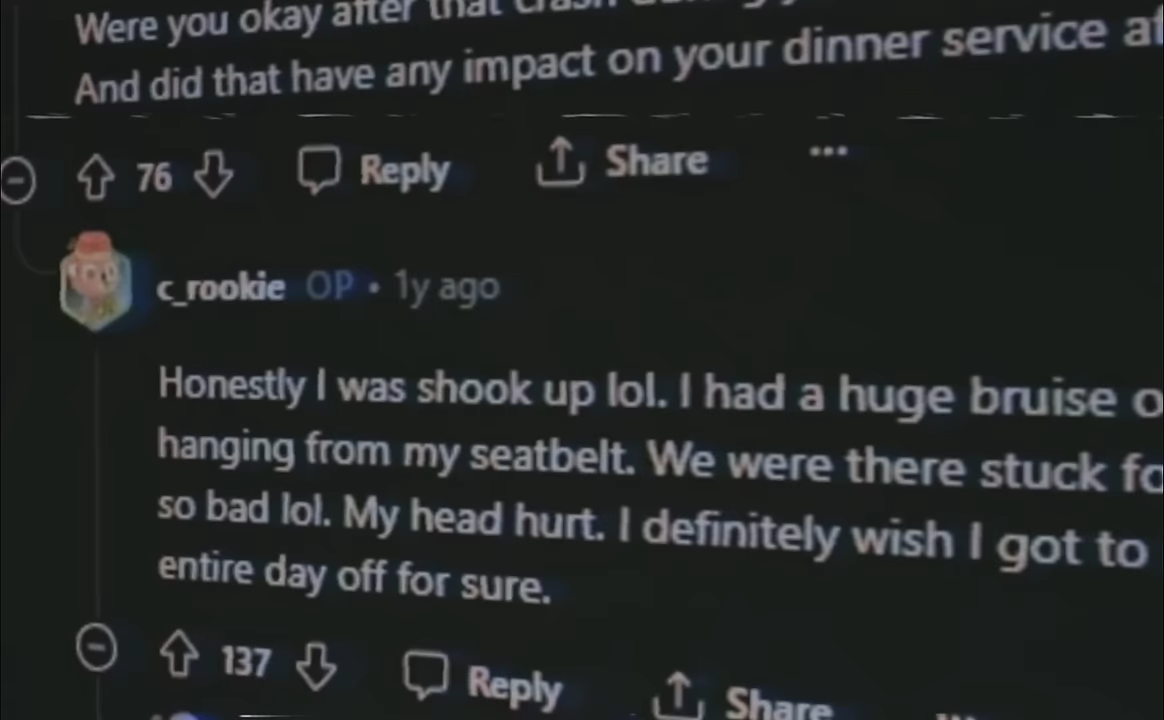 Were you okay after that crash
And did that have any impact on your dinner service
76 Reply Share ...
c_rookie OP • 1y ago
Honestly I was shook up lol. I had a huge bruise
hanging from my seatbelt. We were there stuck
so bad lol. My head hurt. I definitely wish I got to
entire day off for sure.
137 Reply Share